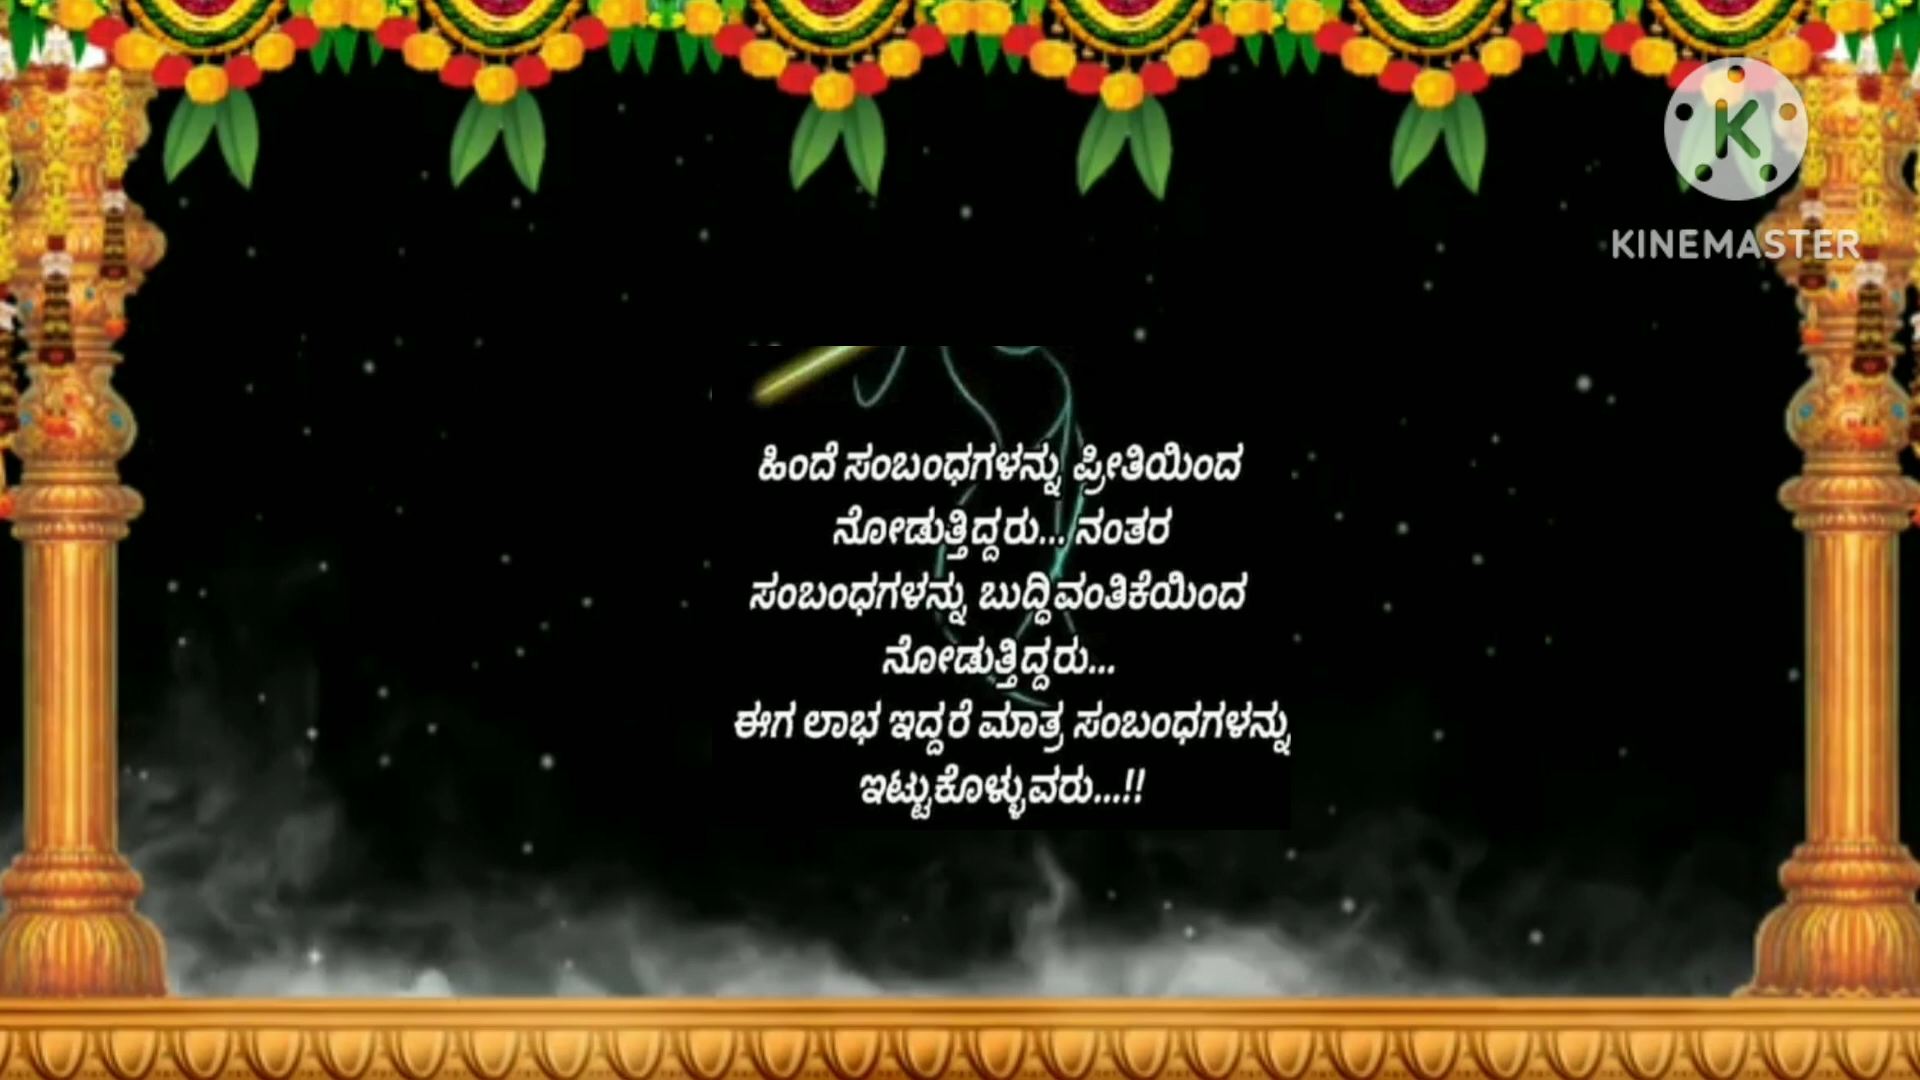 K
KINEMASTER
ಹಿಂದೆ ಸಂಬಂಧಗಳನ್ನು ಪ್ರೀತಿಯಿಂದ
ನೋಡುತ್ತಿದ್ದರು... ನಂತರ
ಸಂಬಂಧಗಳನ್ನು ಬುದ್ಧಿವಂತಿಕೆಯಿಂದ
ನೋಡುತ್ತಿದ್ದರು...
ಈಗ ಲಾಭ ಇದ್ದರೆ ಮಾತ್ರ ಸಂಬಂಧಗಳನ್ನು
ಇಟ್ಟುಕೊಳ್ಳುವರು...!!